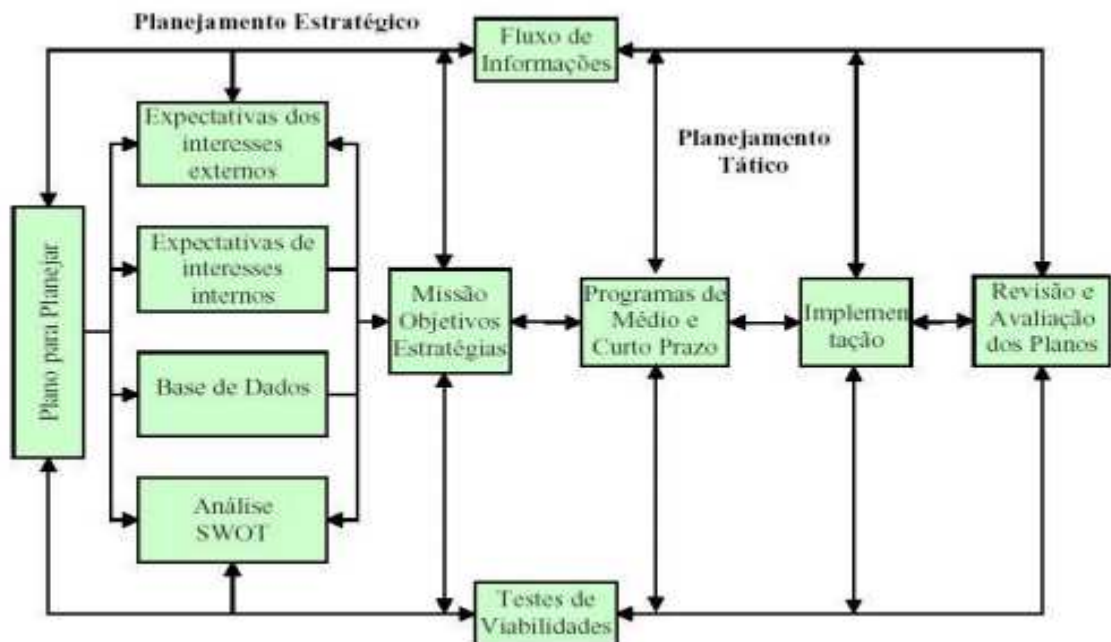 Planejamento Estratégico
Fluxo de
Informações
Expectativas dos
interesses
externos
Planejamento
Tático
Plano para Planejar
Expectativas de
interesses
internos
Missão
Objetivos
Estratégias
Programas de
Médio e
Curto Prazo
Implemen
tação
Revisão e
Avaliação
dos Planos
Base de Dados
Análise
SWOT
Testes de
Viabilidades